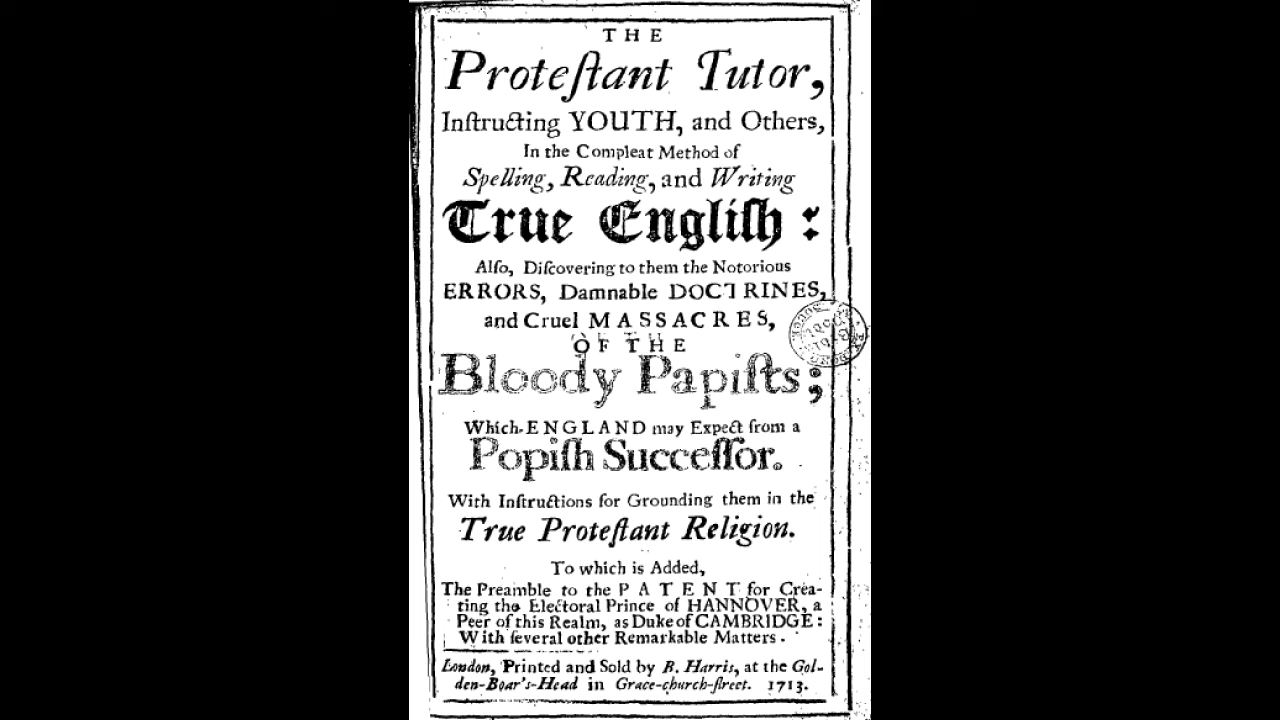 THE
Proteſtant Tutor,
Inſtructing YOUTH, and Others,
In the Compleat Method of
Spelling, Reading, and Writing
True Engliſh:
Alſo, Diſcovering to them the Notorious
ERRORS, Damnable DOCTRINES,
and Cruel MASSACRES,
OF THE
Bloody Papiſts;
Which ENGLAND may Expect from a
Popiſh Succeſſor.
With Inſtructions for Grounding them in the
True Proteſtant Religion.
To which is Added,
The Preamble to the PATENT for Crea-
ting the Electoral Prince of HANNOVER, a
Peer of this Realm, as Duke of CAMBRIDGE:
With ſeveral other Remarkable Matters.
London, Printed and Sold by B. Harris, at the Gol-
den-Boar's-Head in Grace-church-ſtreet. 1713.